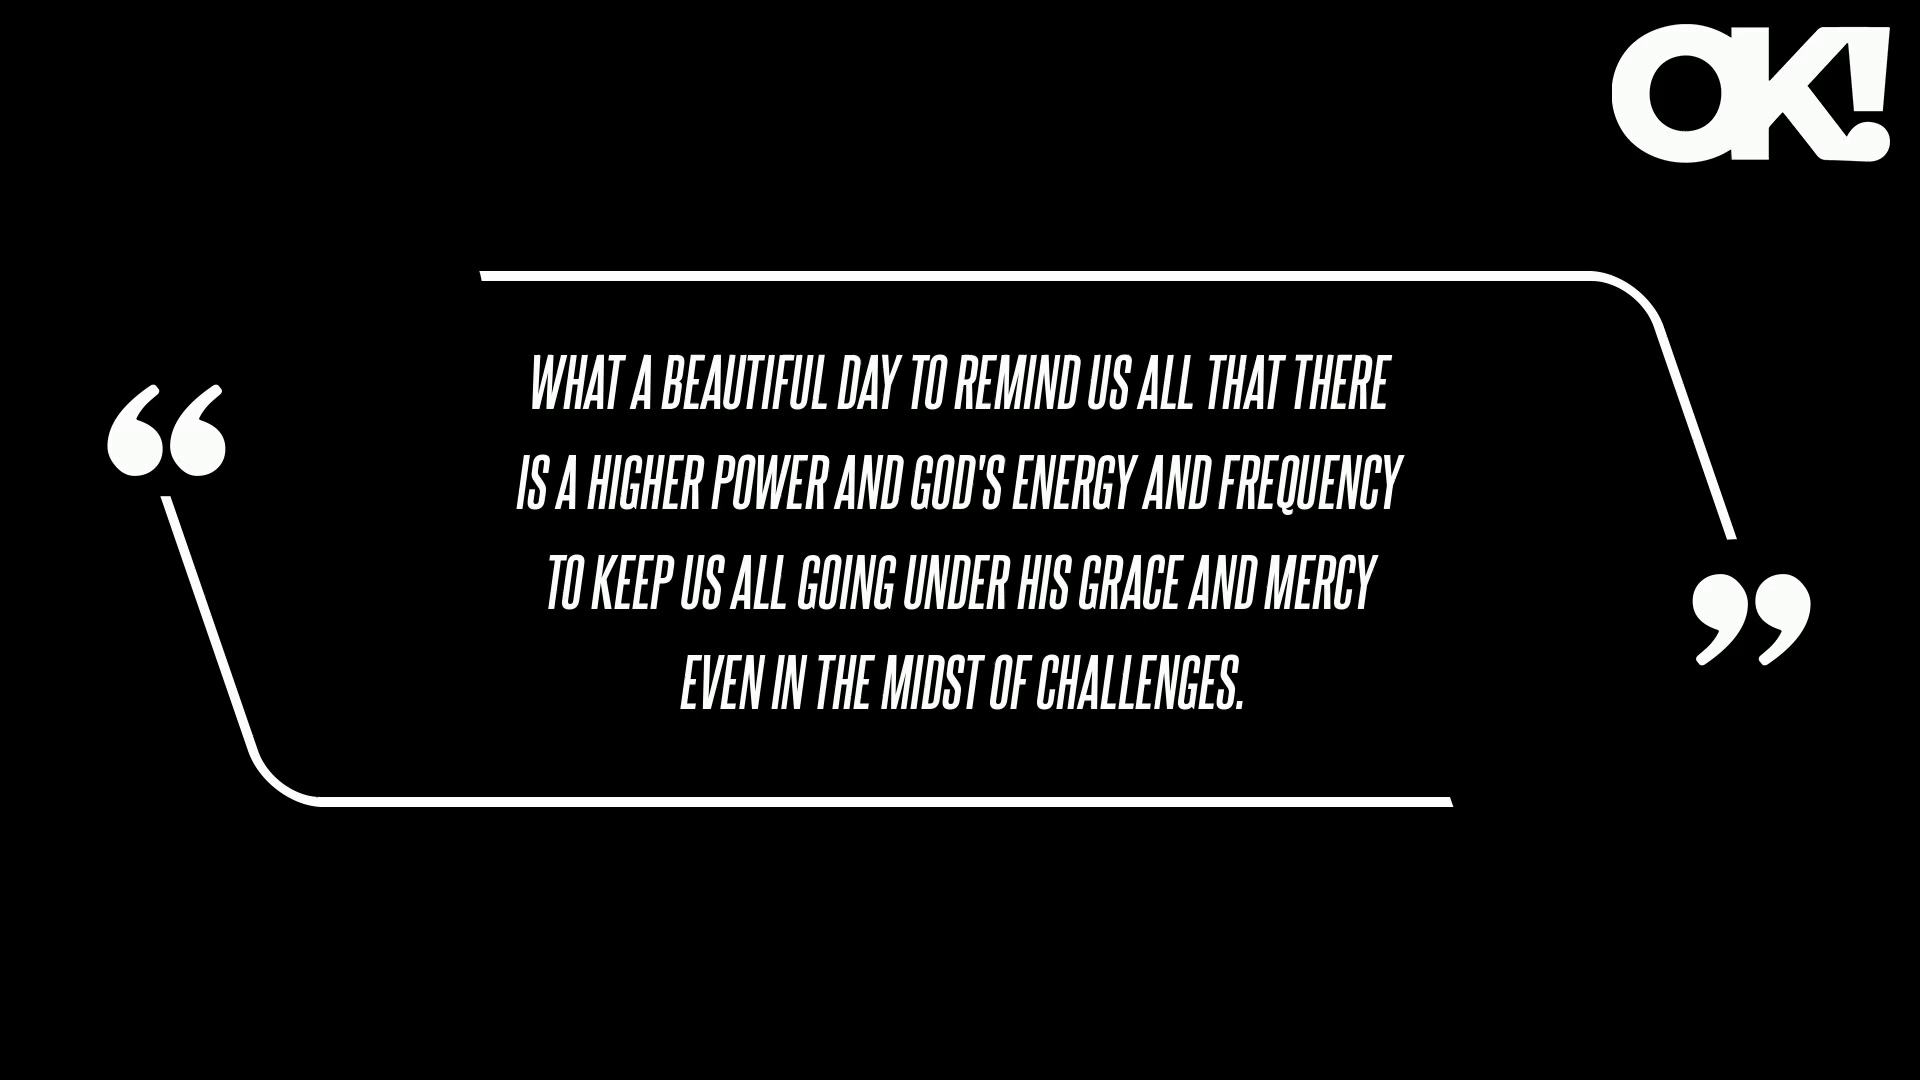 OK!
WHAT A BEAUTIFUL DAY TO REMIND US ALL THAT THERE
IS A HIGHER POWER AND GOD'S ENERGY AND FREQUENCY
TO KEEP US ALL GOING UNDER HIS GRACE AND MERCY
EVEN IN THE MIDST OF CHALLENGES.